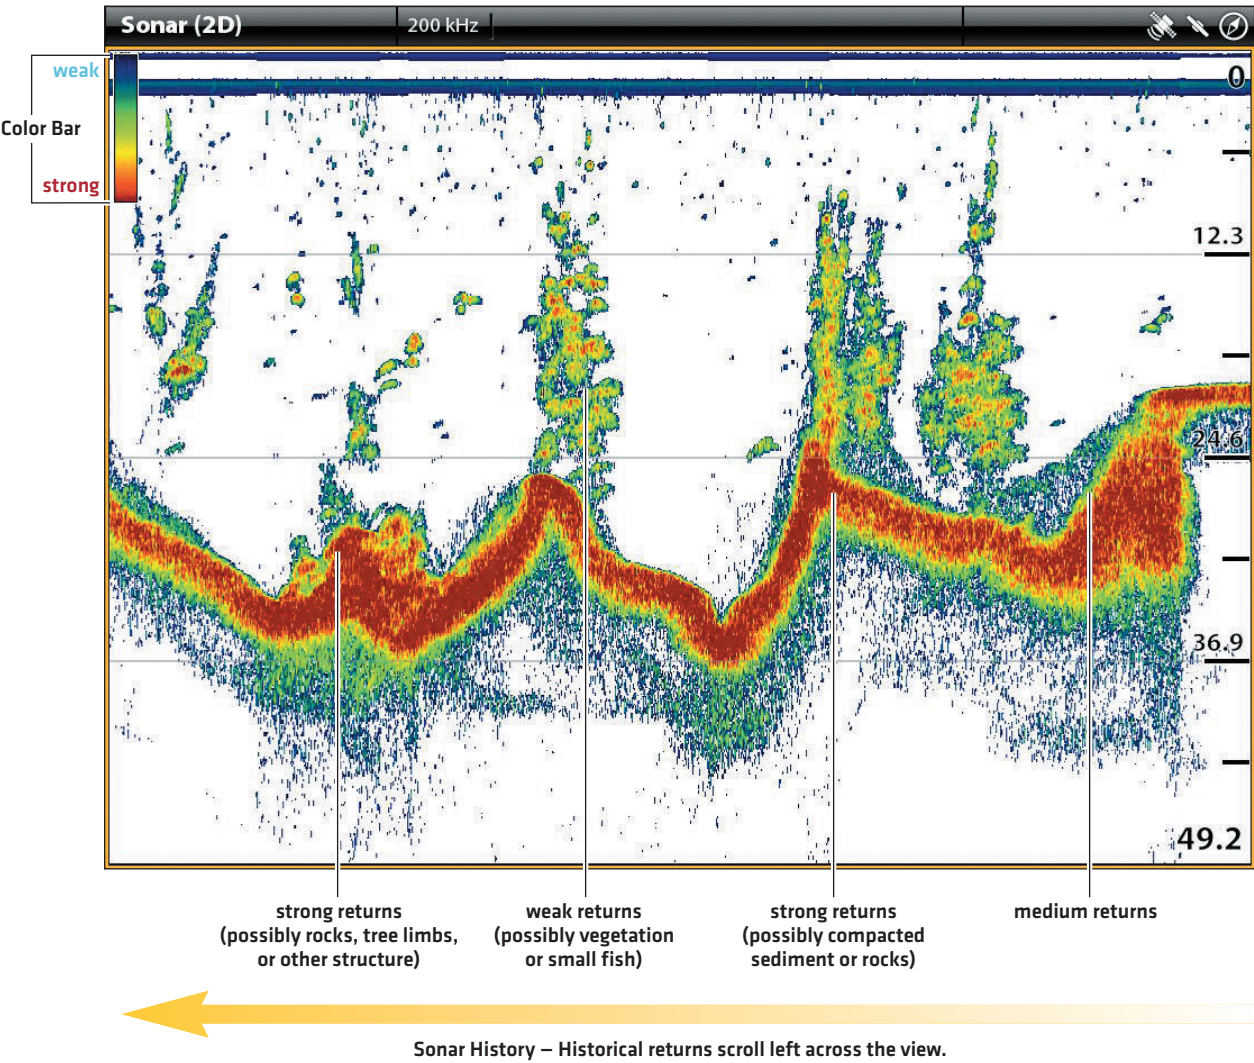 Sonar (2D)
200 kHz
weak
Color Bar
strong
0
12.3
24.6
36.9
49.2
strong returns
(possibly rocks, tree limbs,
or other structure)
weak returns
(possibly vegetation
or small fish)
strong returns
(possibly compacted
sediment or rocks)
medium returns
Sonar History – Historical returns scroll left across the view.